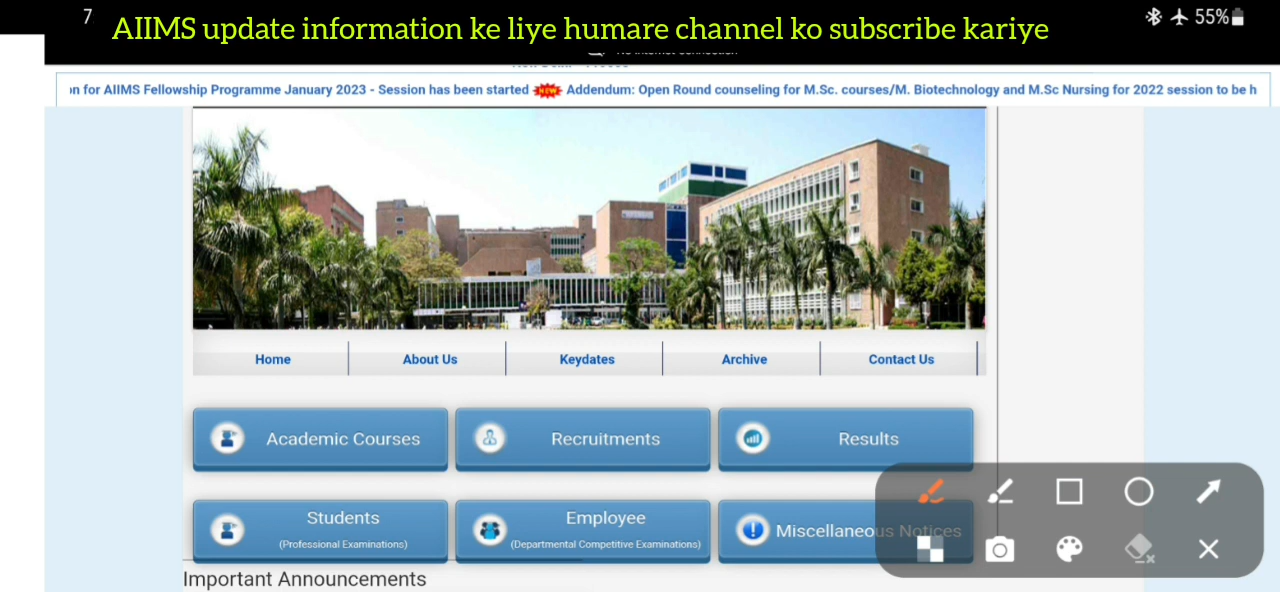 7
AIIMS update information ke liye humare channel ko subscribe kariye
55%
n for AIIMS Fellowship Programme January 2023 - Session has been started NEW Addendum: Open Round counseling for M.Sc. courses/M. Biotechnology and M.Sc Nursing for 2022 session to be h
Home About Us Keydates Archive Contact Us
Academic Courses Recruitments Results
Students Employee Miscellaneous Notices
(Professional Examinations) (Departmental Competitive Examinations)
Important Announcements